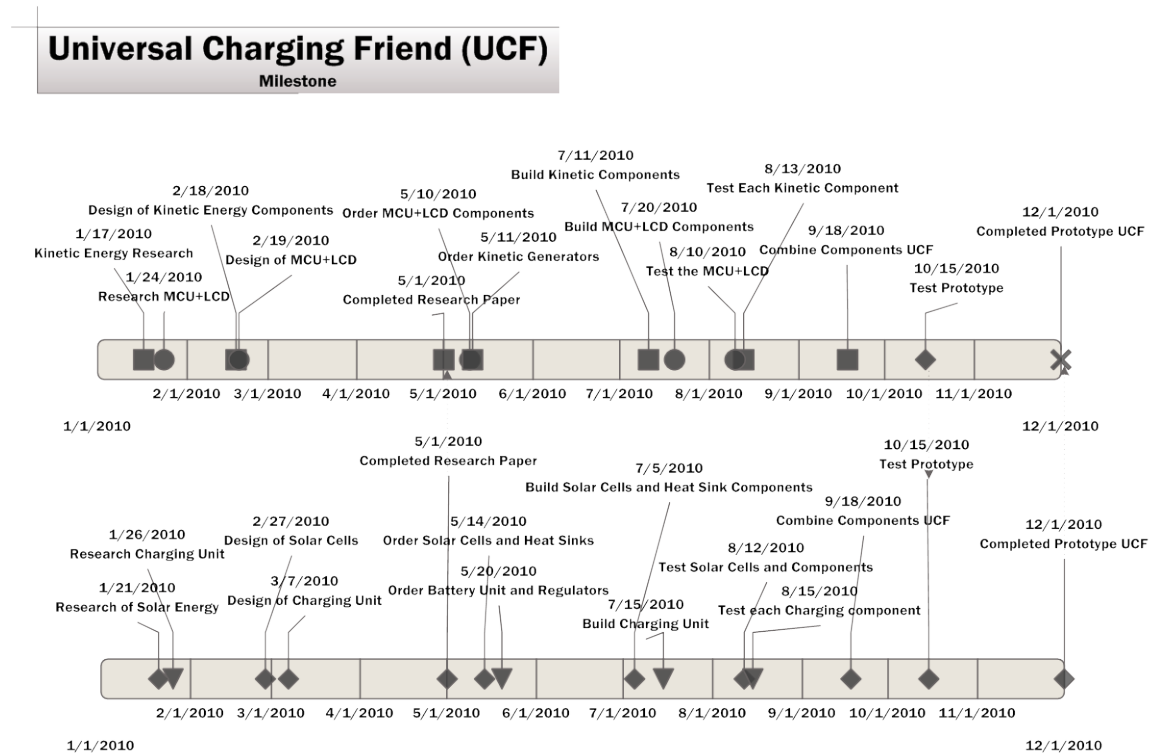 Universal Charging Friend (UCF)
Milestone
7/11/2010
Build Kinetic Components
8/13/2010
Test Each Kinetic Component
2/18/2010
Design of Kinetic Energy Components
5/10/2010
Order MCU+LCD Components
7/20/2010
Build MCU+LCD Components
12/1/2010
Completed Prototype UCF
1/17/2010
Kinetic Energy Research
2/19/2010
Design of MCU+LCD
5/11/2010
Order Kinetic Generators
8/10/2010
Test the MCU+LCD
9/18/2010
Combine Components UCF
1/24/2010
Research MCU+LCD
5/1/2010
Completed Research Paper
10/15/2010
Test Prototype
2/1/2010 3/1/2010 4/1/2010 5/1/2010 6/1/2010 7/1/2010 8/1/2010 9/1/2010 10/1/2010 11/1/2010
1/1/2010 12/1/2010
5/1/2010
Completed Research Paper
10/15/2010
Test Prototype
7/5/2010
Build Solar Cells and Heat Sink Components
9/18/2010
Combine Components UCF
1/26/2010
Research Charging Unit
2/27/2010
Design of Solar Cells
5/14/2010
Order Solar Cells and Heat Sinks
12/1/2010
Completed Prototype UCF
8/12/2010
Test Solar Cells and Components
1/21/2010
Research of Solar Energy
3/7/2010
Design of Charging Unit
5/20/2010
Order Battery Unit and Regulators
7/15/2010
Build Charging Unit
8/15/2010
Test each Charging component
2/1/2010 3/1/2010 4/1/2010 5/1/2010 6/1/2010 7/1/2010 8/1/2010 9/1/2010 10/1/2010 11/1/2010
1/1/2010 12/1/2010